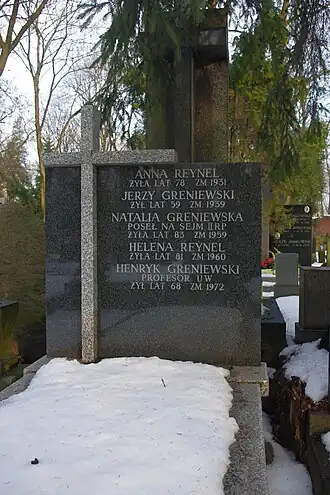 ANNA REYNEL
ŻYŁA LAT 78 ZM 1931
JERZY GRENIEWSKI
ŻYŁ LAT 59 ZM 1939
NATALIA GRENIEWSKA
POSEŁ NA SEJM II RP
ŻYŁA LAT 83 ZM 1959
HELENA REYNEL
ŻYŁA LAT 81 ZM 1960
HENRYK GRENIEWSKI
PROFESOR UW
ŻYŁ LAT 68 ZM 1972